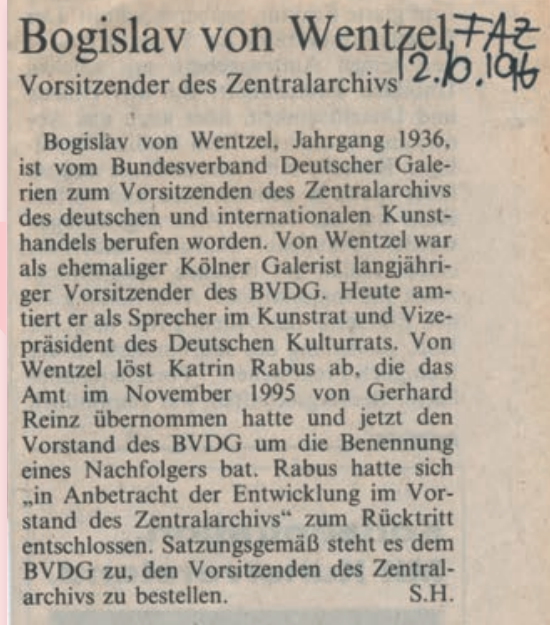 Bogislav von Wentzel FAZ
Vorsitzender des Zentralarchivs 12.10.1996
Bogislav von Wentzel, Jahrgang 1936,
ist vom Bundesverband Deutscher Gale-
rien zum Vorsitzenden des Zentralarchivs
des deutschen und internationalen Kunst-
handels berufen worden. Von Wentzel war
als ehemaliger Kölner Galerist langjähri-
ger Vorsitzender des BVDG. Heute am-
tiert er als Sprecher im Kunstrat und Vize-
präsident des Deutschen Kulturrats. Von
Wentzel löst Katrin Rabus ab, die das
Amt im November 1995 von Gerhard
Reinz übernommen hatte und jetzt den
Vorstand des BVDG um die Benennung
eines Nachfolgers bat. Rabus hatte sich
„in Anbetracht der Entwicklung im Vor-
stand des Zentralarchivs“ zum Rücktritt
entschlossen. Satzungsgemäß steht es dem
BVDG zu, den Vorsitzenden des Zentral-
archivs zu bestellen. S.H.